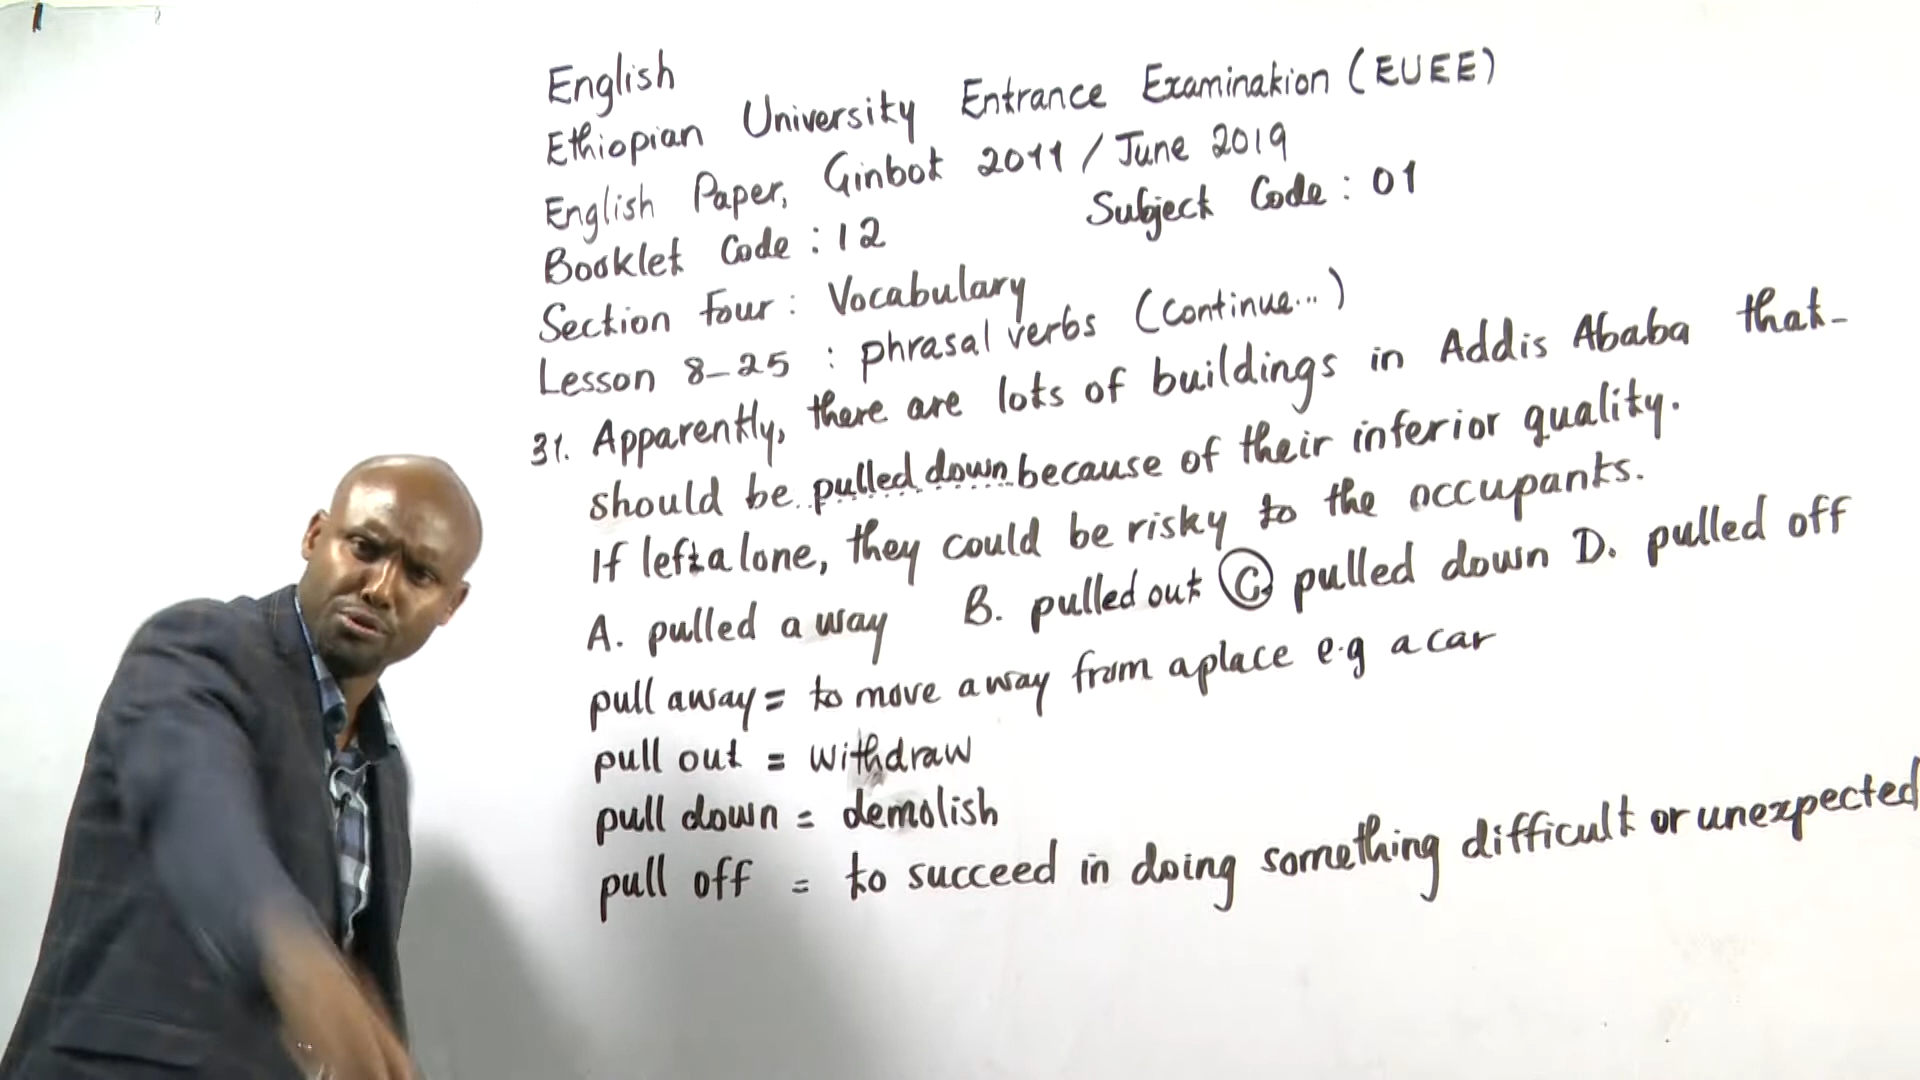 English
Ethiopian University Entrance Examination (EUEE)
English Paper, Ginbot 2011 / June 2019
Booklet Code : 12 Subject Code : 01
Section Four : Vocabulary
Lesson 8-25 : phrasal verbs (Continue...)
31. Apparently, there are lots of buildings in Addis Ababa that-
should be pulled down because of their inferior quality.
If left alone, they could be risky to the occupants.
A. pulled away B. pulled out C. pulled down D. pulled off
pull away = to move away from a place e.g a car
pull out = withdraw
pull down = demolish
pull off = to succeed in doing something difficult or unexpected